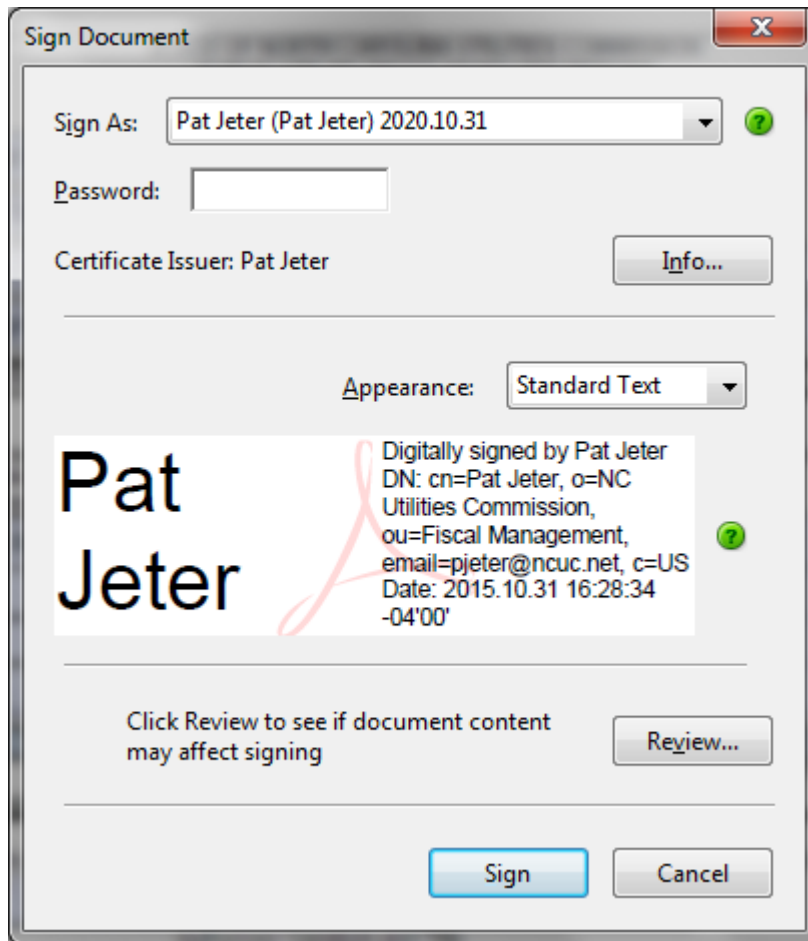 Sign Document
Sign As: Pat Jeter (Pat Jeter) 2020.10.31
Password:
Certificate Issuer: Pat Jeter Info...
Appearance: Standard Text
Pat
Jeter
Digitally signed by Pat Jeter
DN: cn=Pat Jeter, o=NC
Utilities Commission,
ou=Fiscal Management,
email=pjeter@ncuc.net, c=US
Date: 2015.10.31 16:28:34
-04'00'
Click Review to see if document content
may affect signing
Review...
Sign Cancel